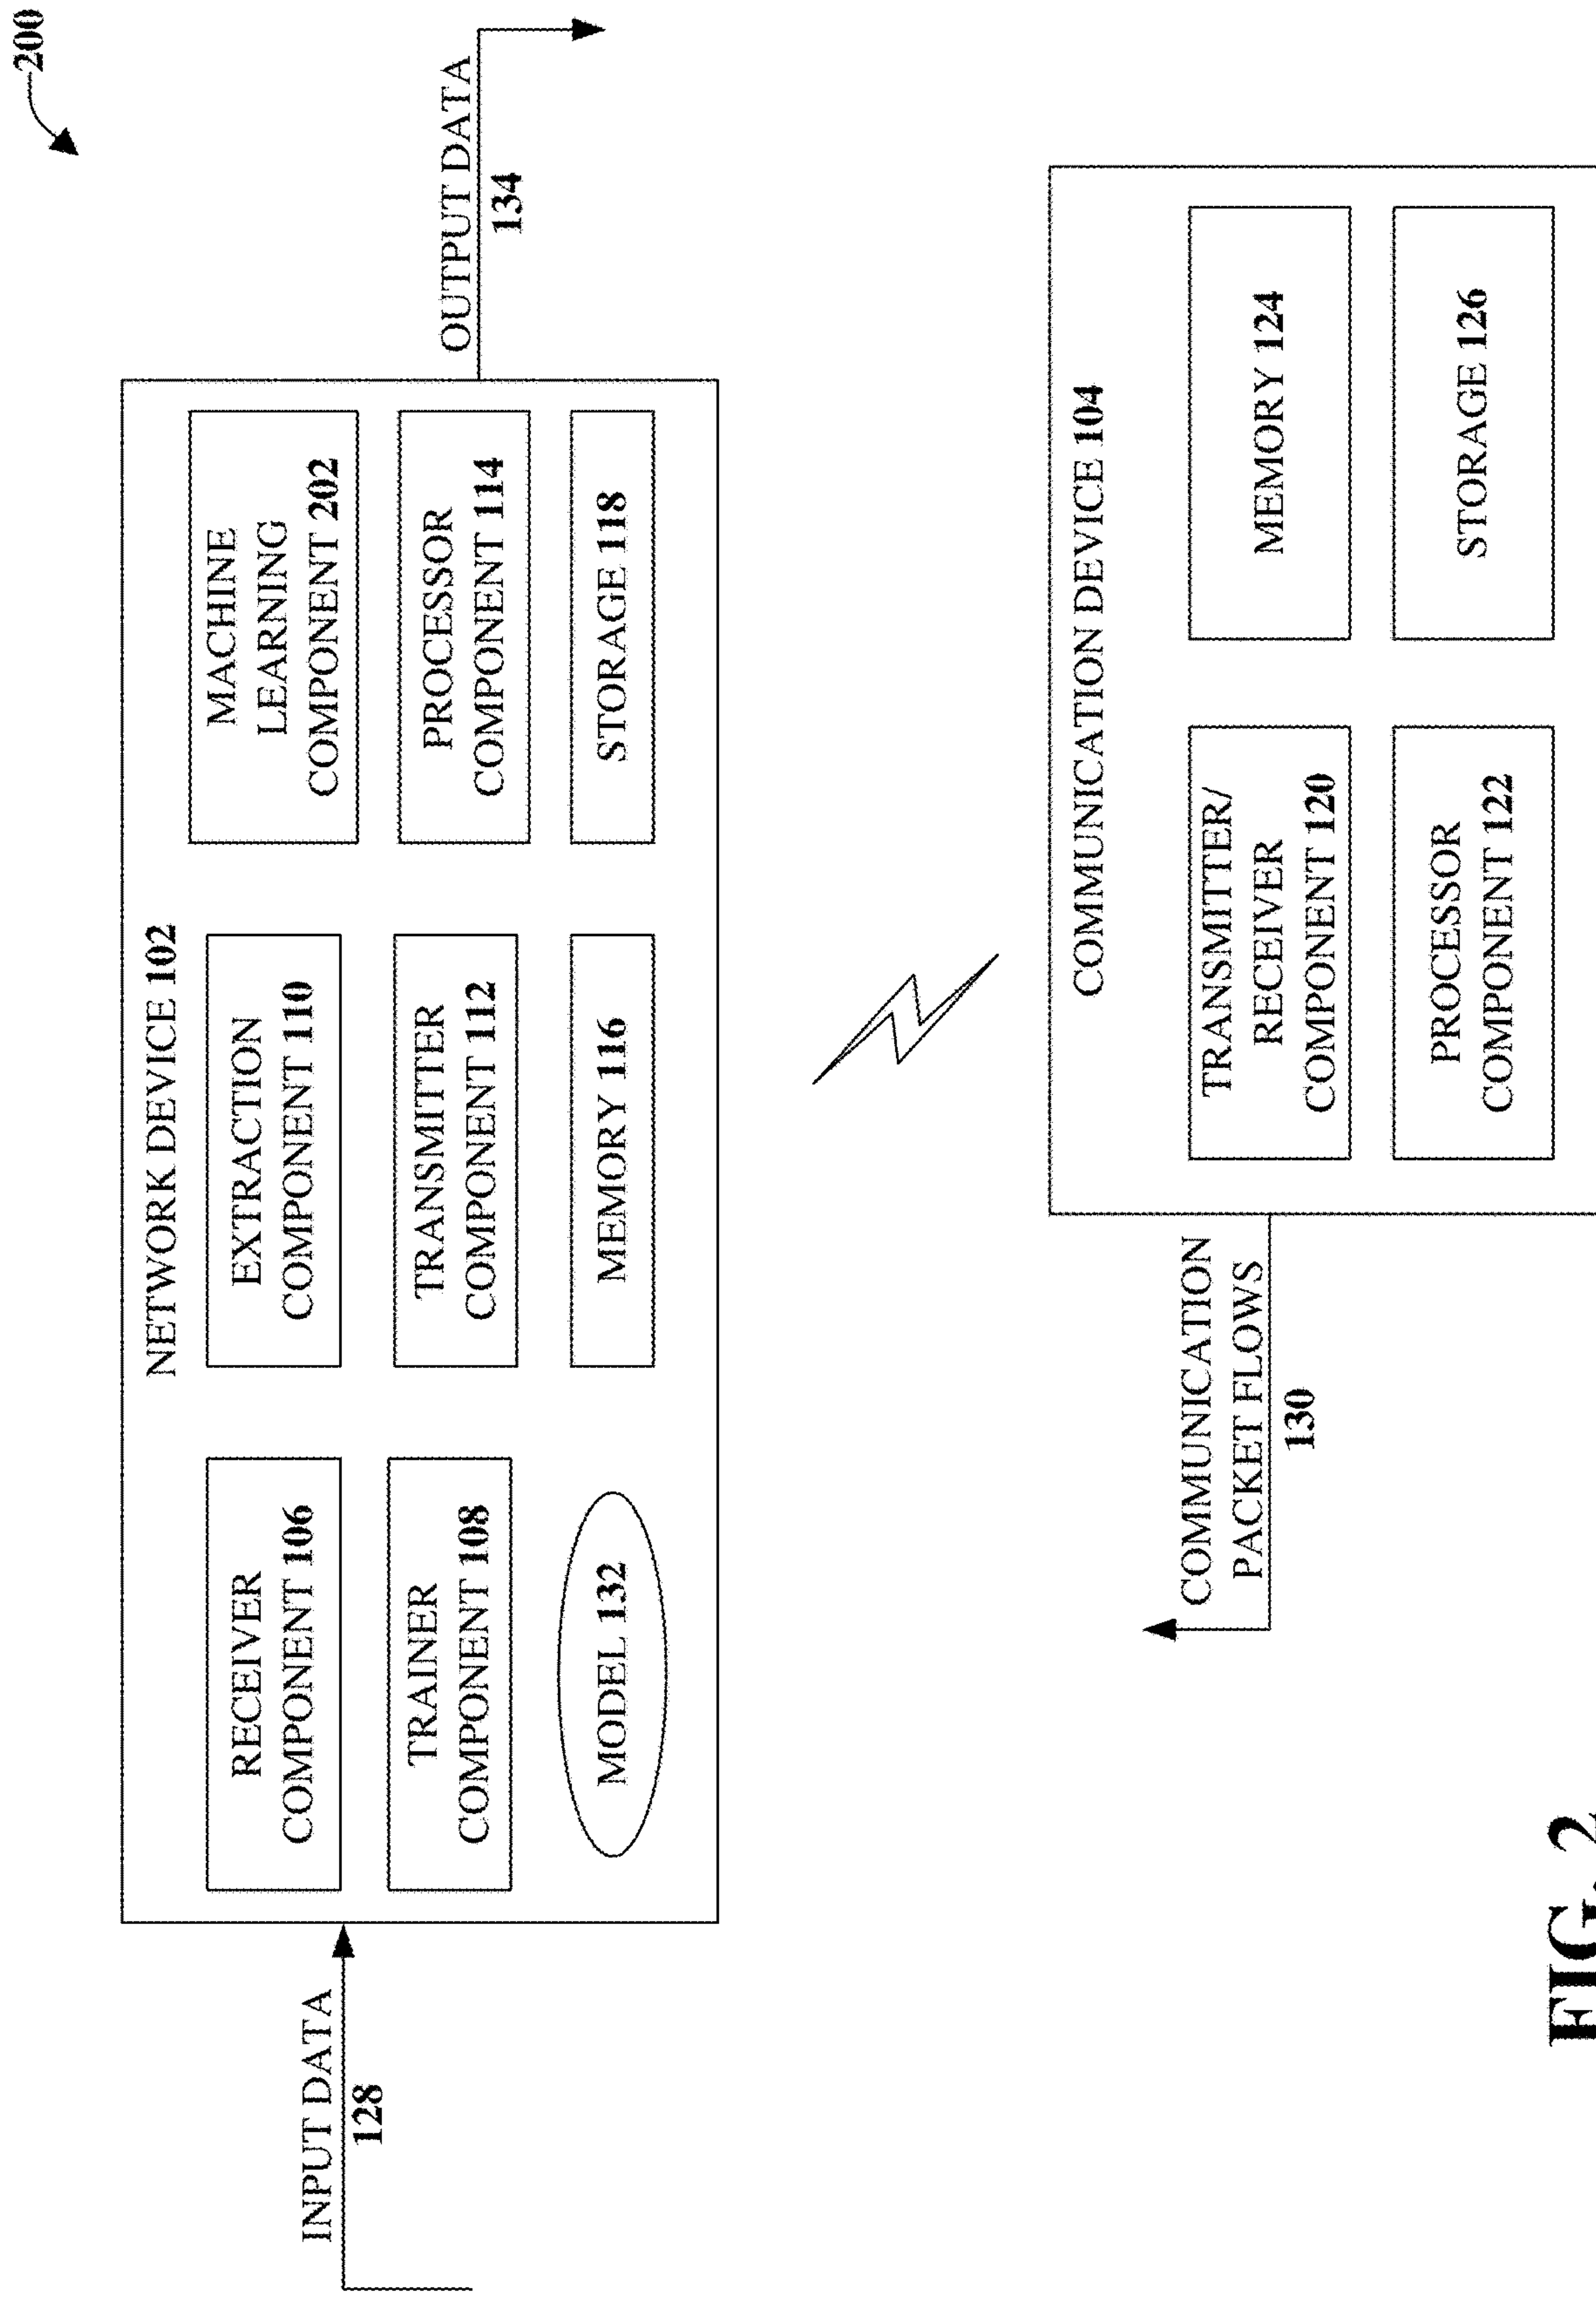 200
NETWORK DEVICE 102
RECEIVER
COMPONENT 106
EXTRACTION
COMPONENT 110
MACHINE
LEARNING
COMPONENT 202
INPUT DATA
128
TRAINER
COMPONENT 108
TRANSMITTER
COMPONENT 112
PROCESSOR
COMPONENT 114
OUTPUT DATA
134
MODEL 132
MEMORY 116
STORAGE 118
COMMUNICATION DEVICE 104
COMMUNICATION
PACKET FLOWS
130
TRANSMITTER/
RECEIVER
COMPONENT 120
MEMORY 124
PROCESSOR
COMPONENT 122
STORAGE 126
FIG. 2